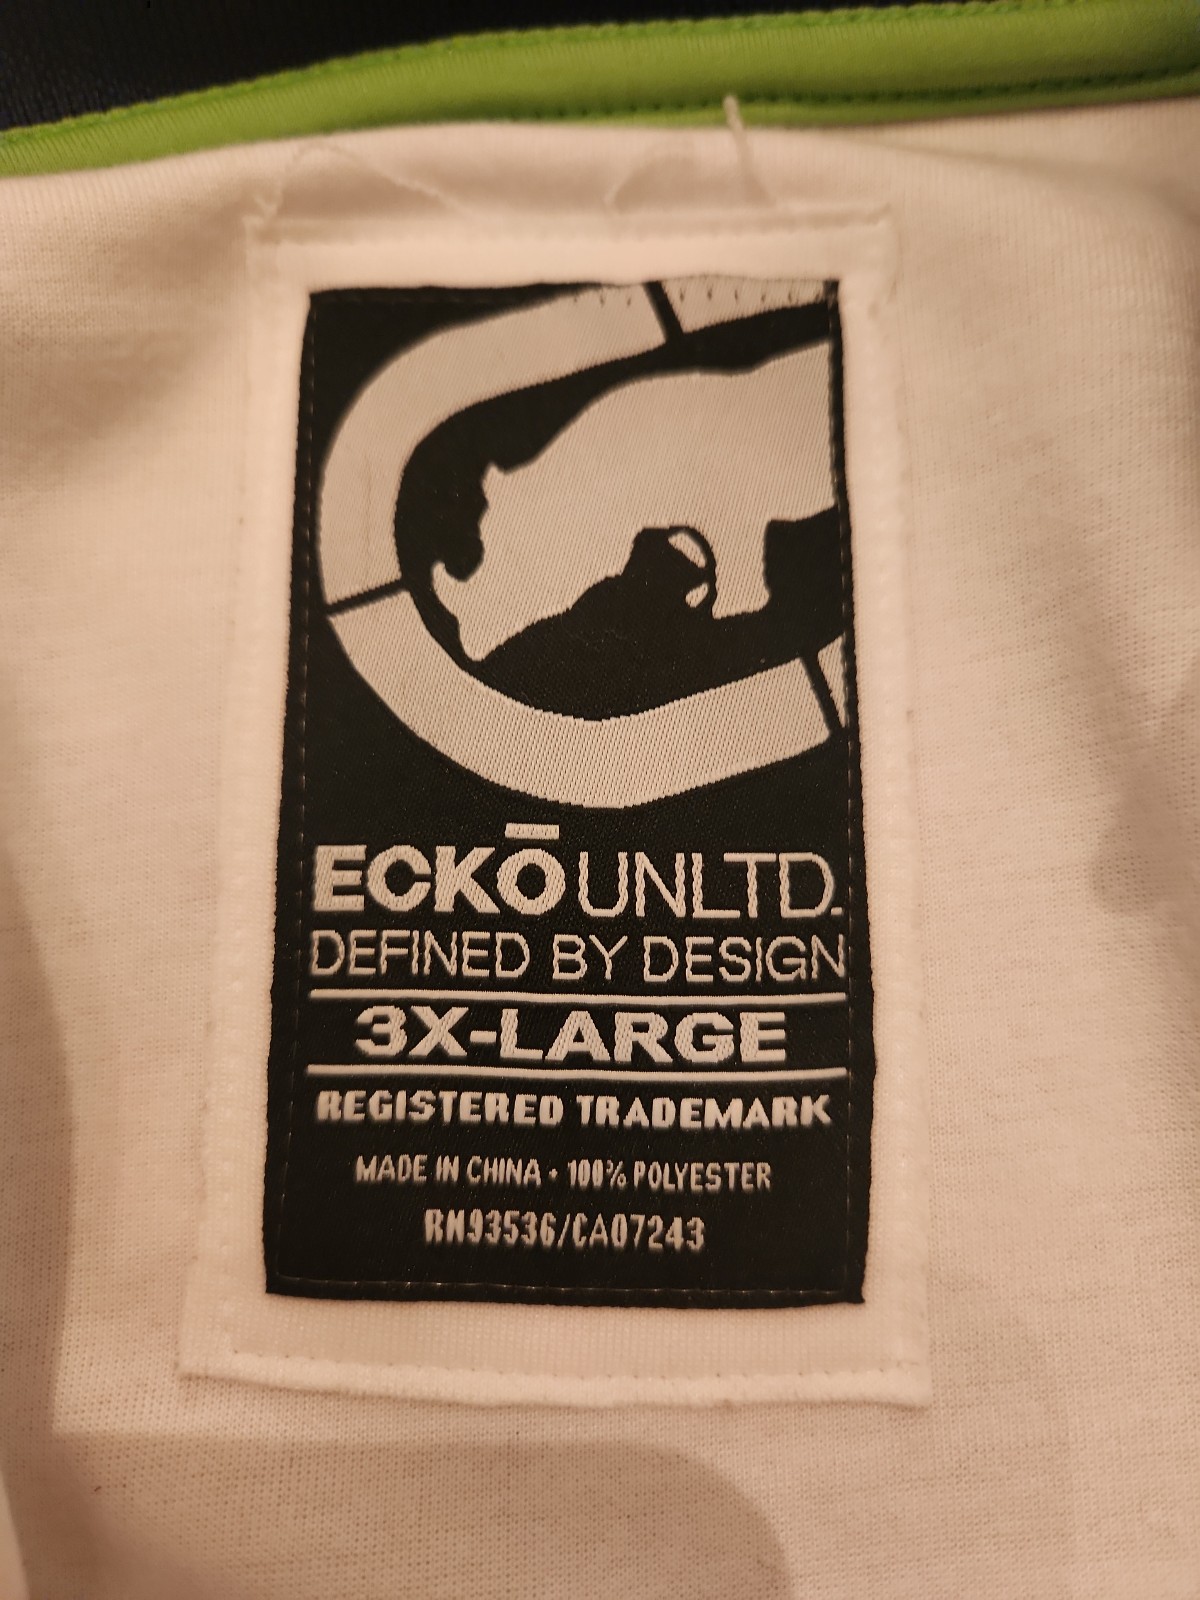 ECKŌ UNLTD.
DEFINED BY DESIGN
3X-LARGE
REGISTERED TRADEMARK
MADE IN CHINA • 100% POLYESTER
RN93536/CA07243